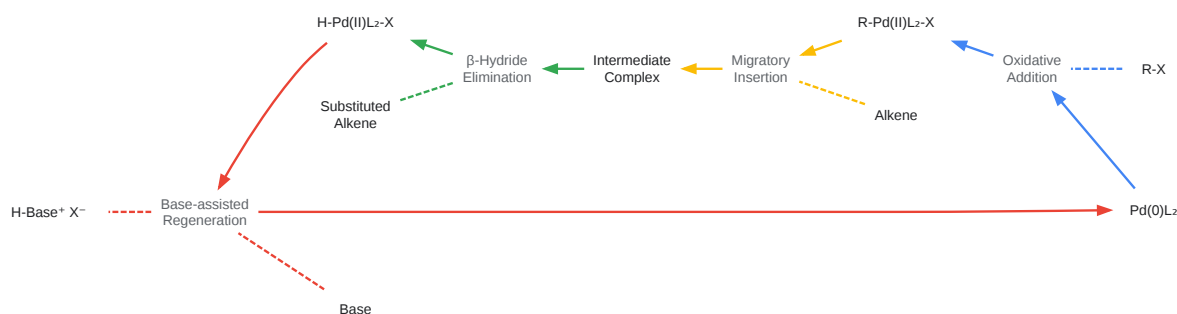 H-Pd(II)L₂-X
R-Pd(II)L₂-X
β-Hydride
Elimination
Intermediate
Complex
Migratory
Insertion
Oxidative
Addition
R-X
Substituted
Alkene
Alkene
H-Base⁺ X⁻
Base-assisted
Regeneration
Pd(0)L₂
Base